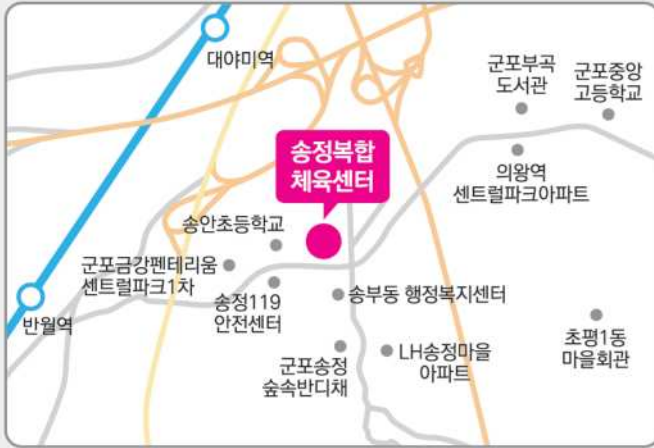 대야미역
군포부곡
도서관
군포중앙
고등학교
송정복합
체육센터
의왕역
센트럴파크아파트
송안초등학교
군포금강펜테리움
센트럴파크1차
송정119
안전센터
송부동 행정복지센터
반월역
초평1동
마을회관
군포송정
숲속반디채
LH송정마을
아파트